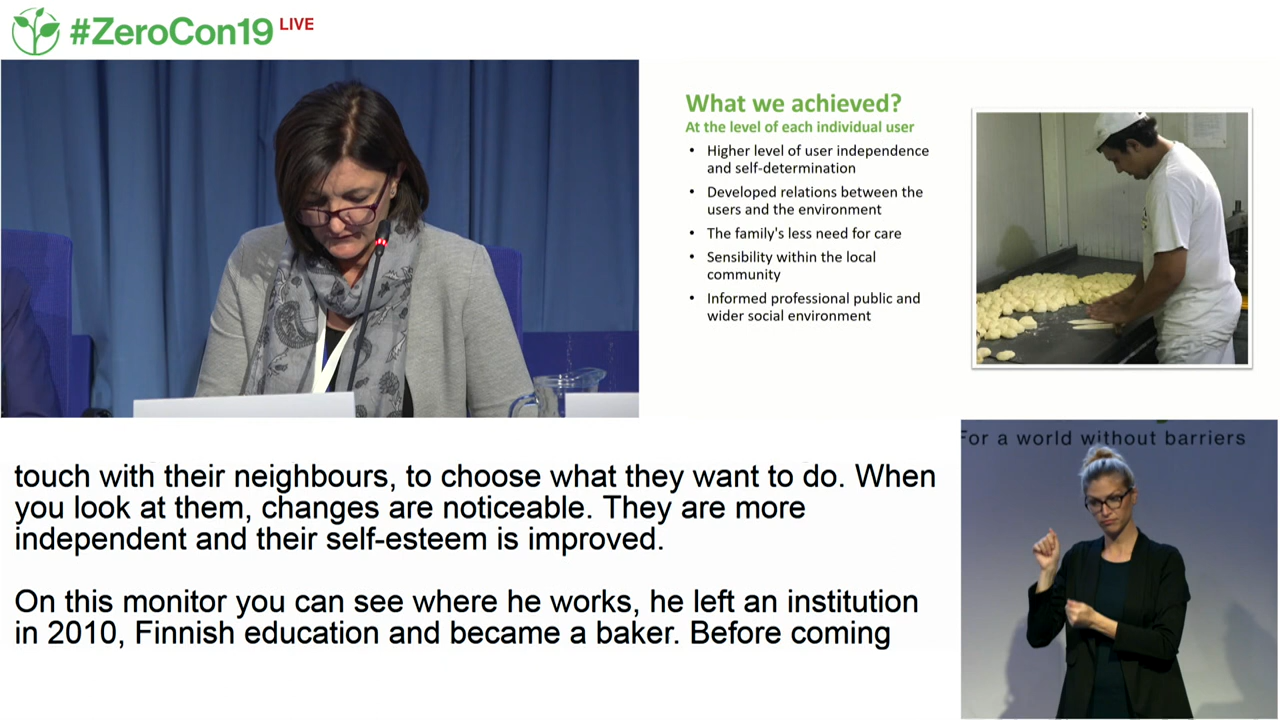 #ZeroCon19 LIVE
What we achieved?
At the level of each individual user
• Higher level of user independence
and self-determination
• Developed relations between the
users and the environment
• The family's less need for care
• Sensibility within the local
community
• Informed professional public and
wider social environment
touch with their neighbours, to choose what they want to do. When
you look at them, changes are noticeable. They are more
independent and their self-esteem is improved.
On this monitor you can see where he works, he left an institution
in 2010, Finnish education and became a baker. Before coming
For a world without barriers